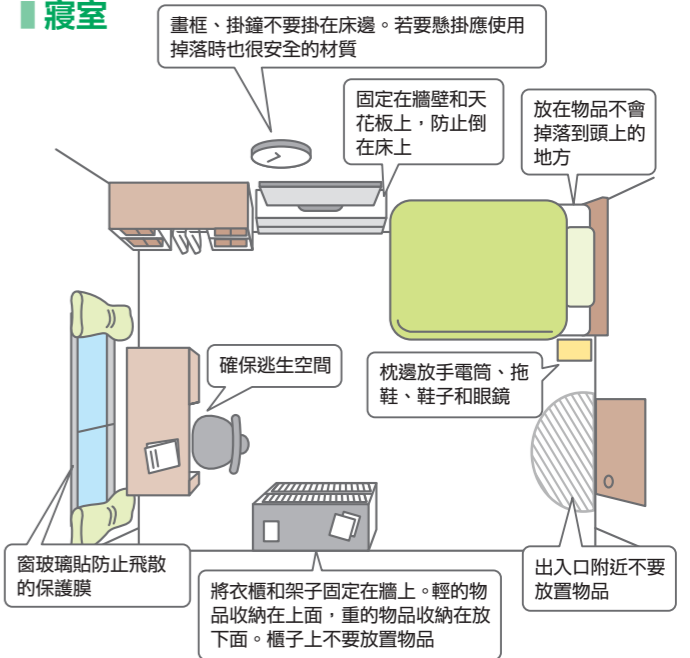 寢室
畫框、掛鐘不要掛在床邊。若要懸掛應使用
掉落時也很安全的材質
固定在牆壁和天
花板上，防止倒
在床上
放在物品不會
掉落到頭上的
地方
確保逃生空間
枕邊放手電筒、拖
鞋、鞋子和眼鏡
窗玻璃貼防止飛散
的保護膜
將衣櫃和架子固定在牆上。輕的物
品收納在上面，重的物品收納在放
下面。櫃子上不要放置物品
出入口附近不要
放置物品